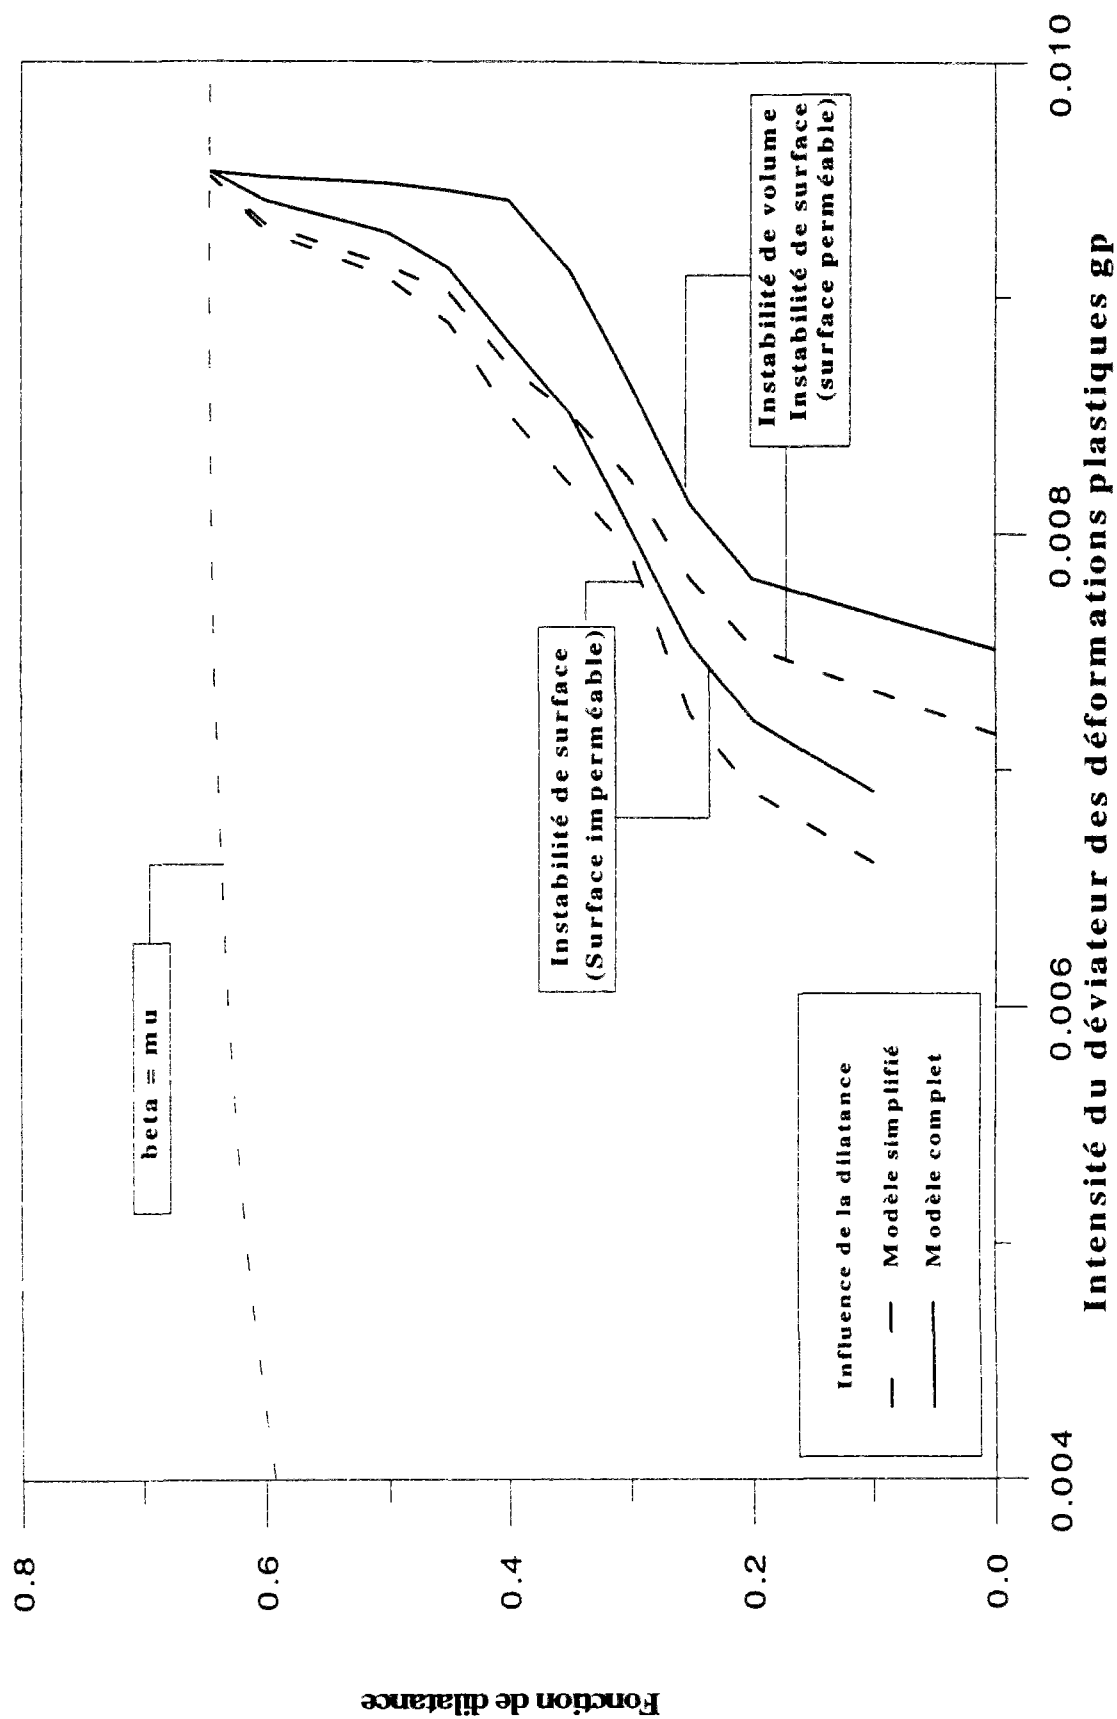 Fonction de dilatance
0.8
0.6
0.4
0.2
0.0
beta = mu
Instabilité de surface
(Surface imperméable)
Instabilité de volume
Instabilité de surface
(surface perméable)
Influence de la dilatance
Modèle simplifié
Modèle complet
0.004
0.006
0.008
0.010
Intensité du déviateur des déformations plastiques gp